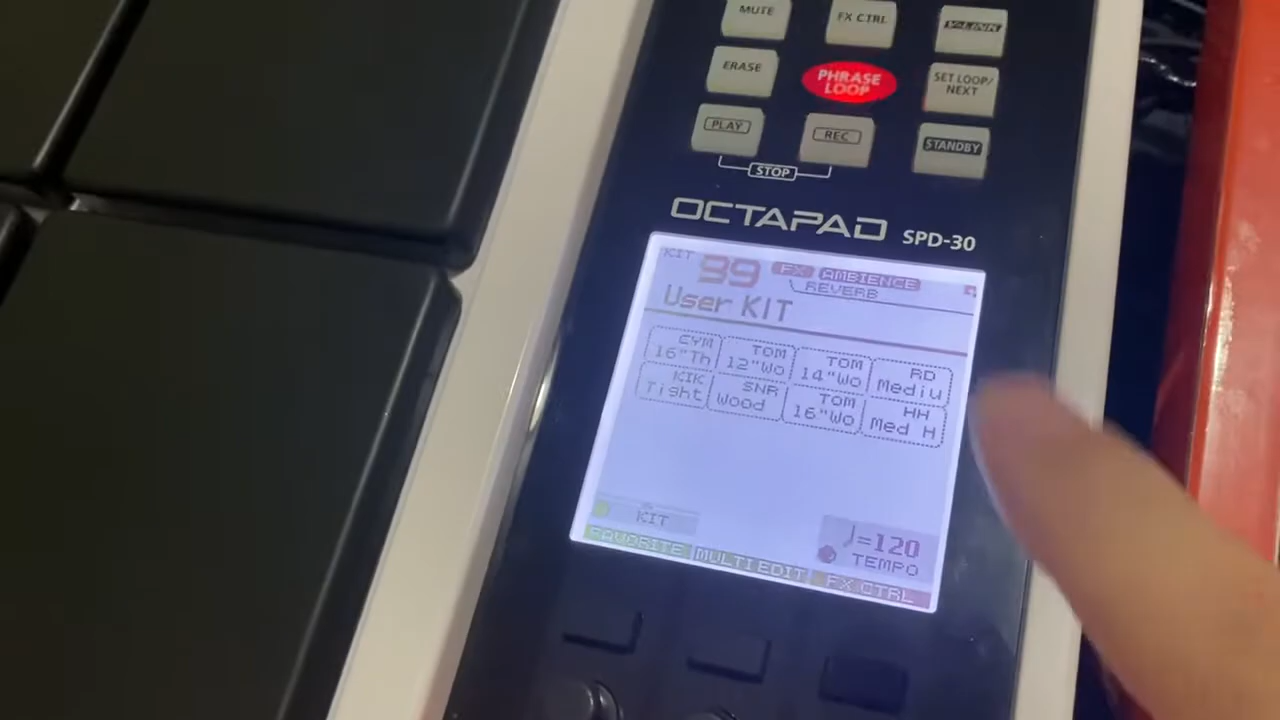 MUTE FX CTRL V-LINK
ERASE PHRASE LOOP SET LOOP/ NEXT
PLAY REC STANDBY
STOP
OCTAPAD SPD-30
KIT 99 FX AMBIENCE
REVERB
User KIT
CYM 16"Th TOM 12"Wo TOM 14"Wo RD Mediu
KIK Tight SNR Wood TOM 16"Wo HH Med H
KIT
♩=120
TEMPO
FAVORITE MULTI EDIT FX CTRL